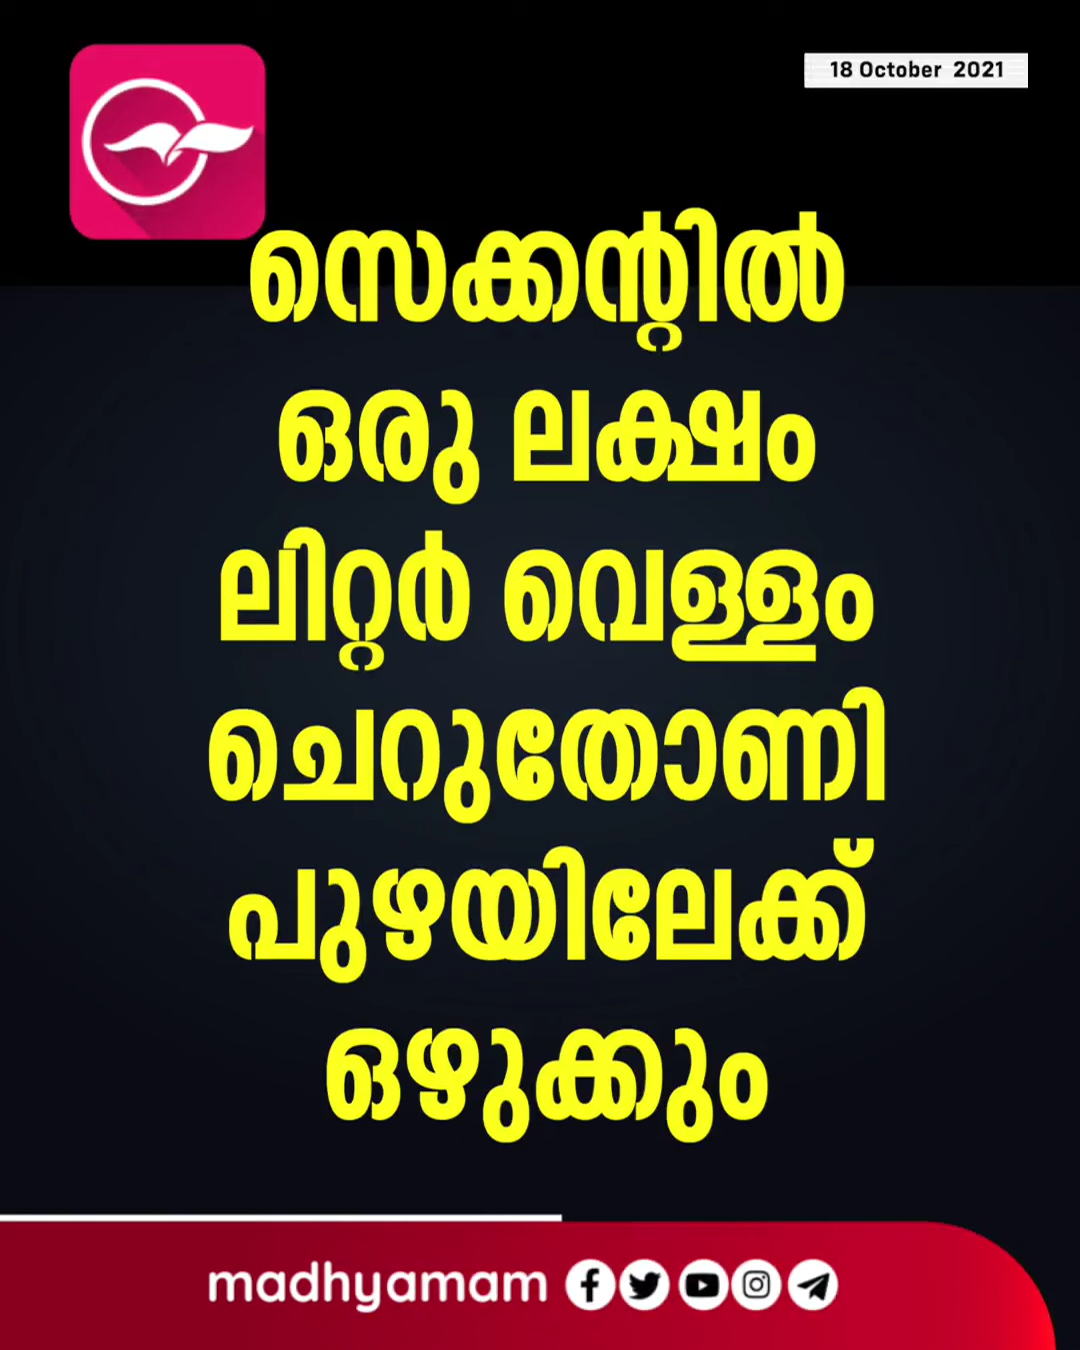 18 October 2021
സെക്കന്റിൽ
ഒരു ലക്ഷം
ലിറ്റർ വെള്ളം
ചെറുതോണി
പുഴയിലേക്ക്
ഒഴുക്കും
madhyamam